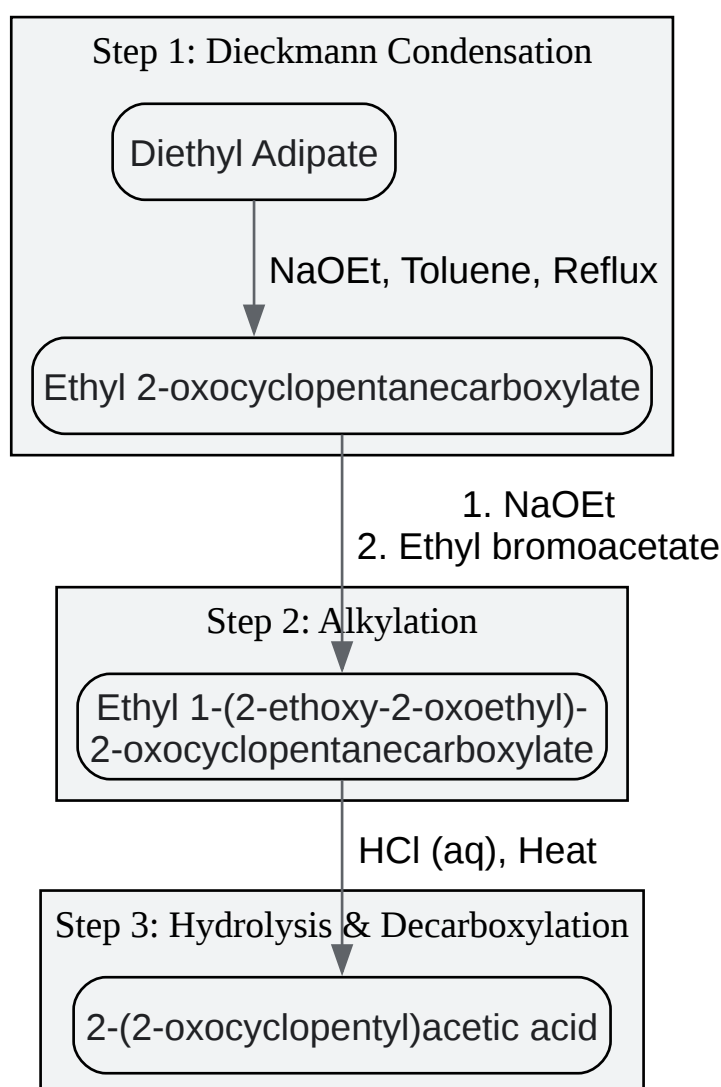 Step 1: Dieckmann Condensation
Diethyl Adipate
NaOEt, Toluene, Reflux
Ethyl 2-oxocyclopentanecarboxylate
1. NaOEt
2. Ethyl bromoacetate
Step 2: Alkylation
Ethyl 1-(2-ethoxy-2-oxoethyl)-
2-oxocyclopentanecarboxylate
HCl (aq), Heat
Step 3: Hydrolysis & Decarboxylation
2-(2-oxocyclopentyl)acetic acid